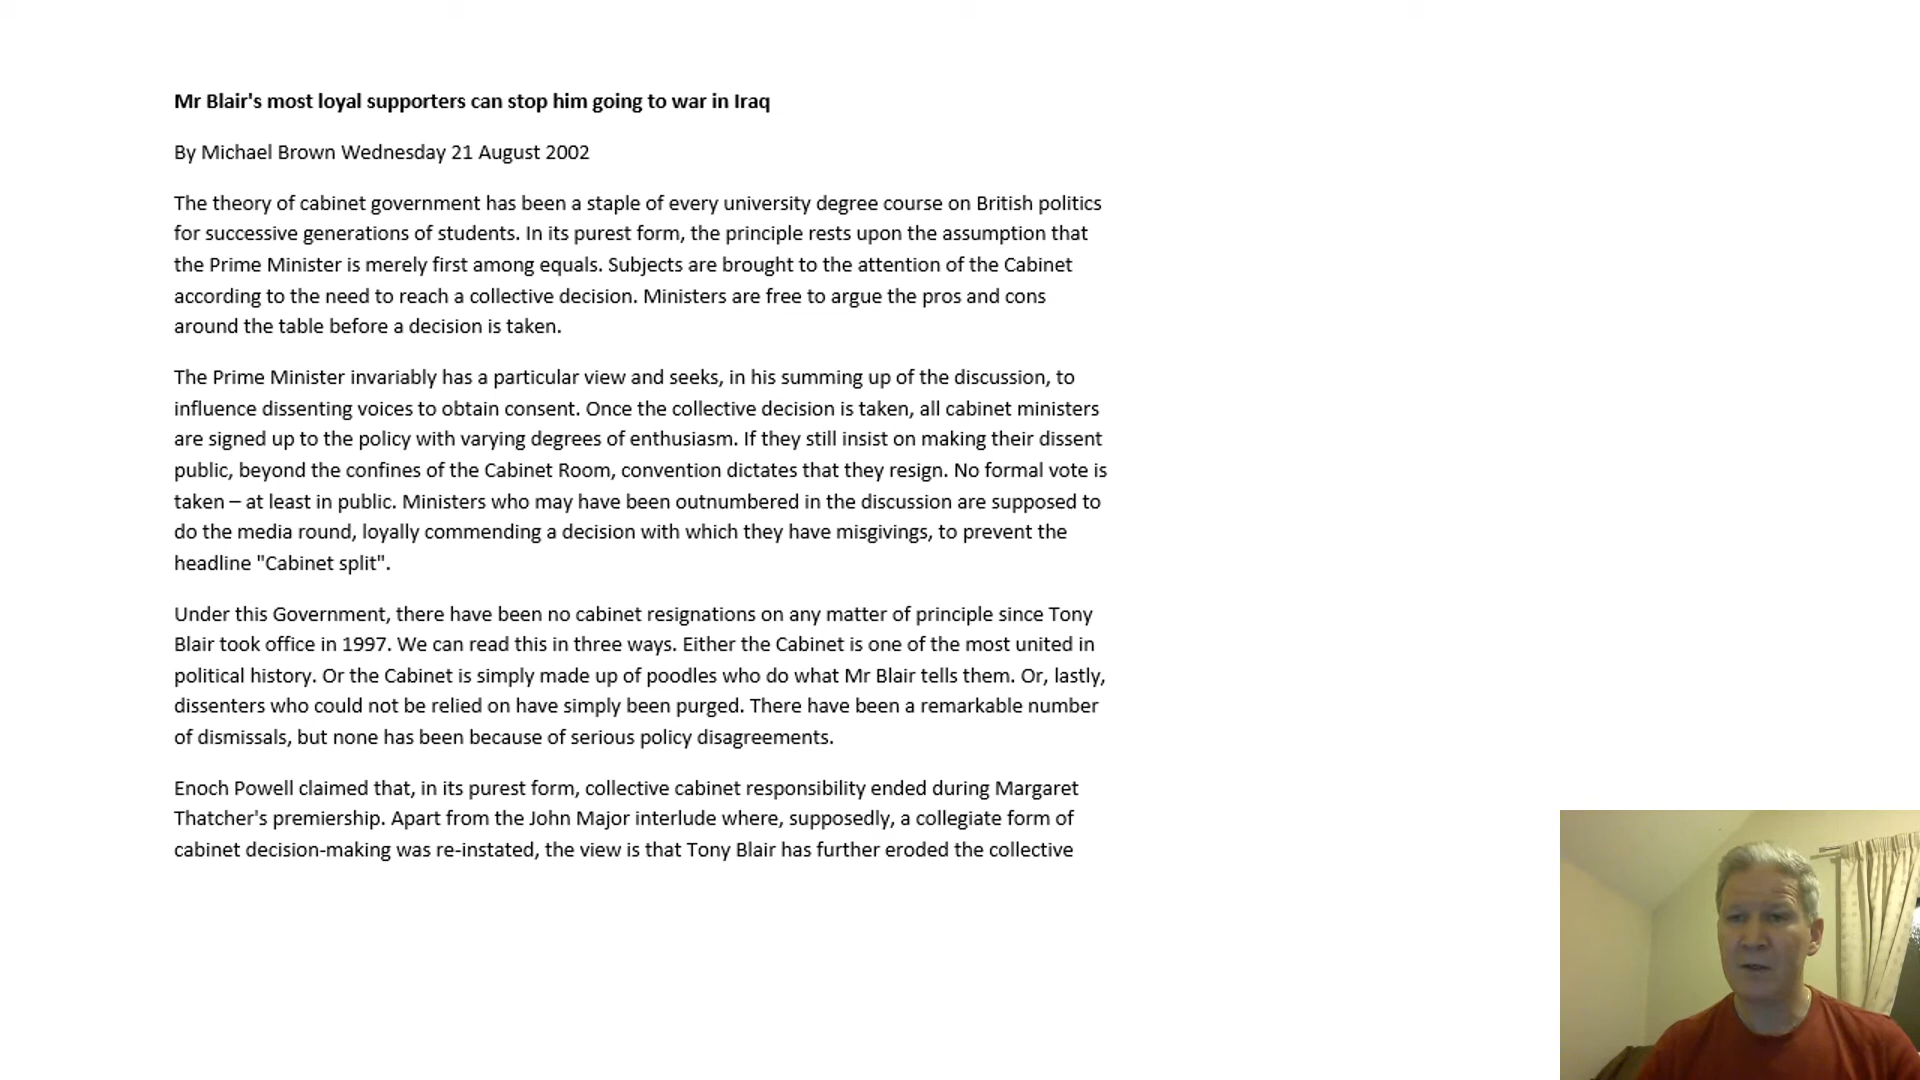 Mr Blair's most loyal supporters can stop him going to war in Iraq
By Michael Brown Wednesday 21 August 2002
The theory of cabinet government has been a staple of every university degree course on British politics
for successive generations of students. In its purest form, the principle rests upon the assumption that
the Prime Minister is merely first among equals. Subjects are brought to the attention of the Cabinet
according to the need to reach a collective decision. Ministers are free to argue the pros and cons
around the table before a decision is taken.
The Prime Minister invariably has a particular view and seeks, in his summing up of the discussion, to
influence dissenting voices to obtain consent. Once the collective decision is taken, all cabinet ministers
are signed up to the policy with varying degrees of enthusiasm. If they still insist on making their dissent
public, beyond the confines of the Cabinet Room, convention dictates that they resign. No formal vote is
taken – at least in public. Ministers who may have been outnumbered in the discussion are supposed to
do the media round, loyally commending a decision with which they have misgivings, to prevent the
headline "Cabinet split".
Under this Government, there have been no cabinet resignations on any matter of principle since Tony
Blair took office in 1997. We can read this in three ways. Either the Cabinet is one of the most united in
political history. Or the Cabinet is simply made up of poodles who do what Mr Blair tells them. Or, lastly,
dissenters who could not be relied on have simply been purged. There have been a remarkable number
of dismissals, but none has been because of serious policy disagreements.
Enoch Powell claimed that, in its purest form, collective cabinet responsibility ended during Margaret
Thatcher's premiership. Apart from the John Major interlude where, supposedly, a collegiate form of
cabinet decision-making was re-instated, the view is that Tony Blair has further eroded the collective